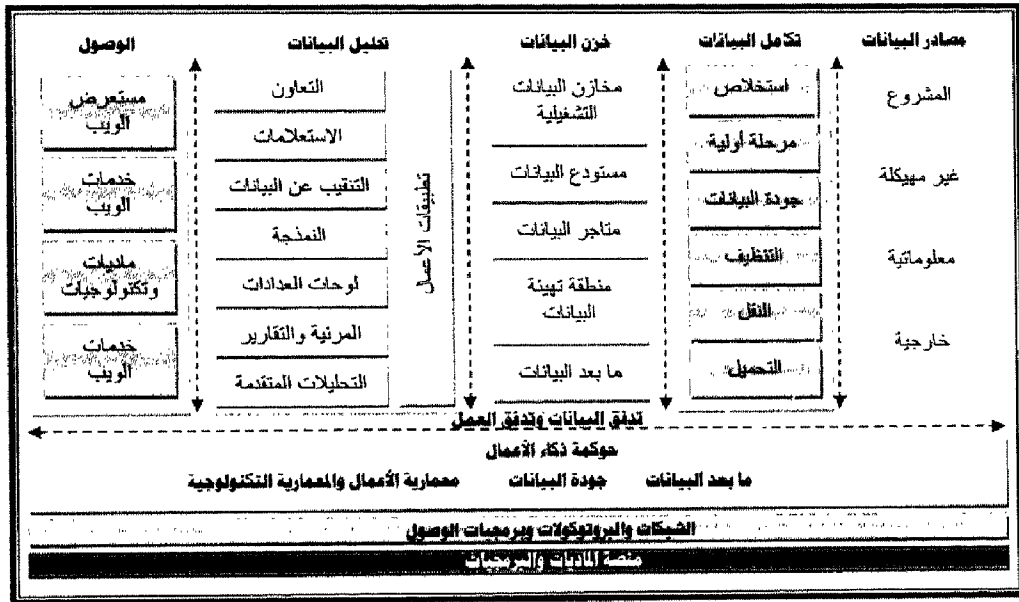 مصادر البيانات
المشروع
غير مهيكلة
معلوماتية
خارجية
تكامل البيانات
استخلاص
مرحلة أولية
جودة البيانات
التنظيف
النقل
التحميل
خزن البيانات
مخازن البيانات
التشغيلية
مستودع البيانات
متاجر البيانات
منطقة تهيئة
البيانات
ما بعد البيانات
تحليل البيانات
تطبيقات الأعمال
التعاون
الاستعلامات
التنقيب عن البيانات
النمذجة
لوحات العدادات
المرئية والتقارير
التحليلات المتقدمة
الوصول
مستعرض
الويب
خدمات
الويب
ماديات
وتكنولوجيات
خدمات
الويب
تدفق البيانات وتدفق العمل
حوكمة ذكاء الأعمال
ما بعد البيانات
جودة البيانات
معمارية الأعمال والمعمارية التكنولوجية
الشبكات والبروتوكولات وبرمجيات الوصول
منصة الماديات والبرمجيات